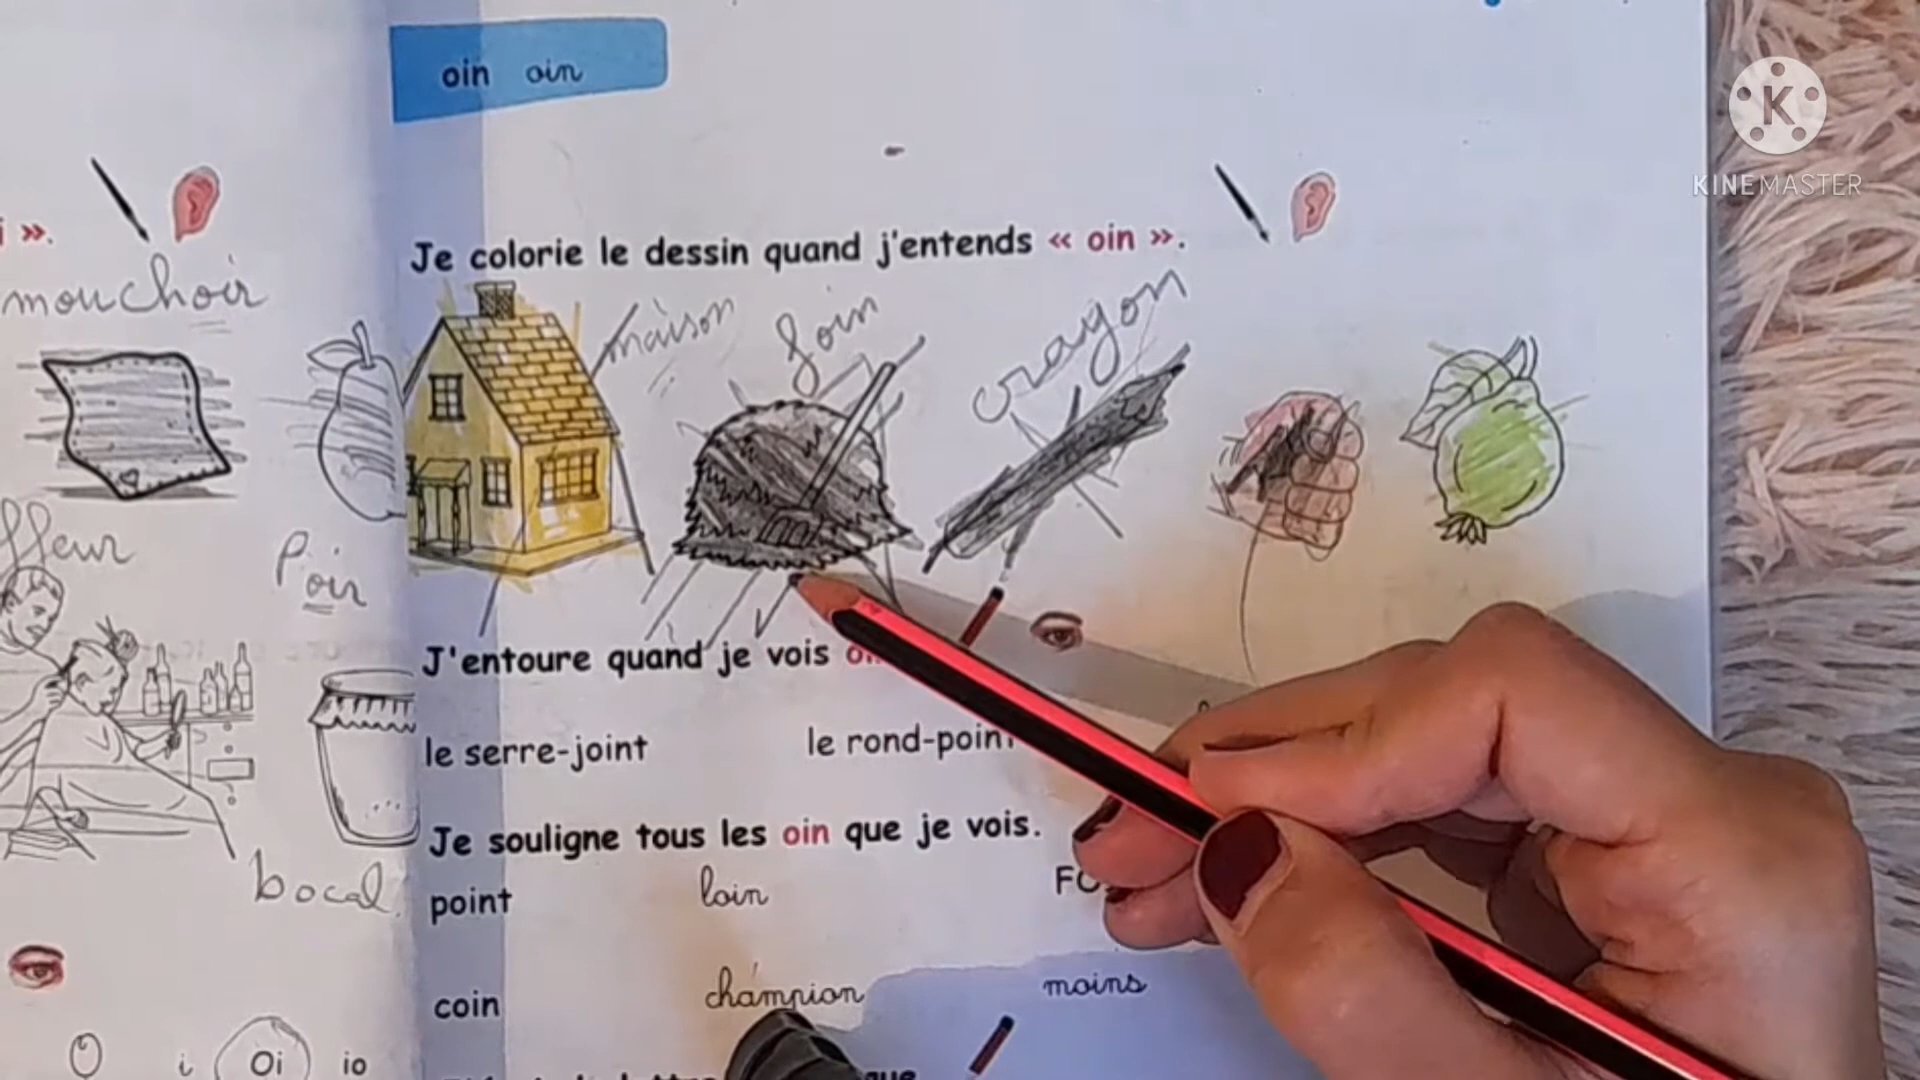 oin oin
KINEMASTER
i ».
Je colorie le dessin quand j'entends « oin ».
mouchoir
maison
foin
crayon
ffeur
Poir
J'entoure quand je vois
le serre-joint le rond-point
Je souligne tous les oin que je vois.
bocal
point loin FO
coin champion moins
O i oi io